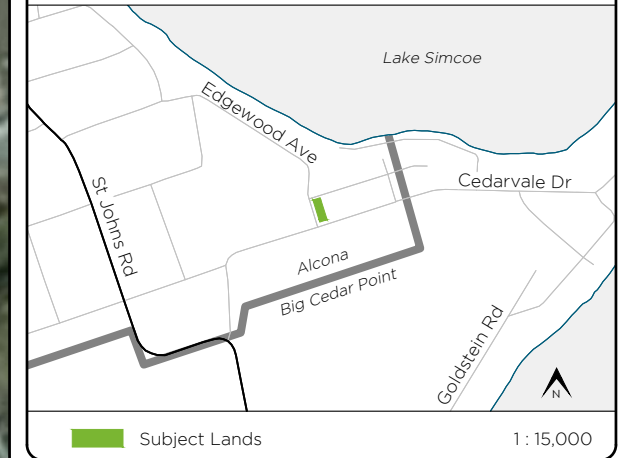 Lake Simcoe
Edgewood Ave
St Johns Rd
Cedarvale Dr
Alcona
Big Cedar Point
Goldstein Rd
N
Subject Lands
1 : 15,000